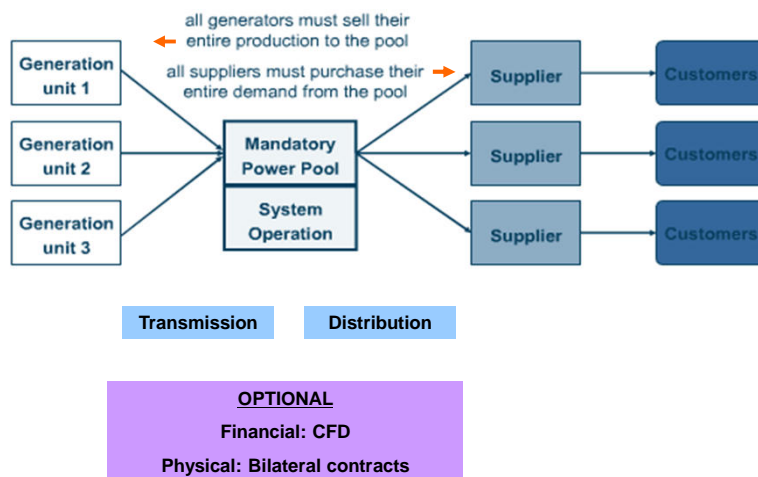 all generators must sell their
entire production to the pool
all suppliers must purchase their
entire demand from the pool
Generation
unit 1
Generation
unit 2
Generation
unit 3
Mandatory
Power Pool
System
Operation
Supplier
Supplier
Supplier
Customers
Customers
Customers
Transmission
Distribution
OPTIONAL
Financial: CFD
Physical: Bilateral contracts